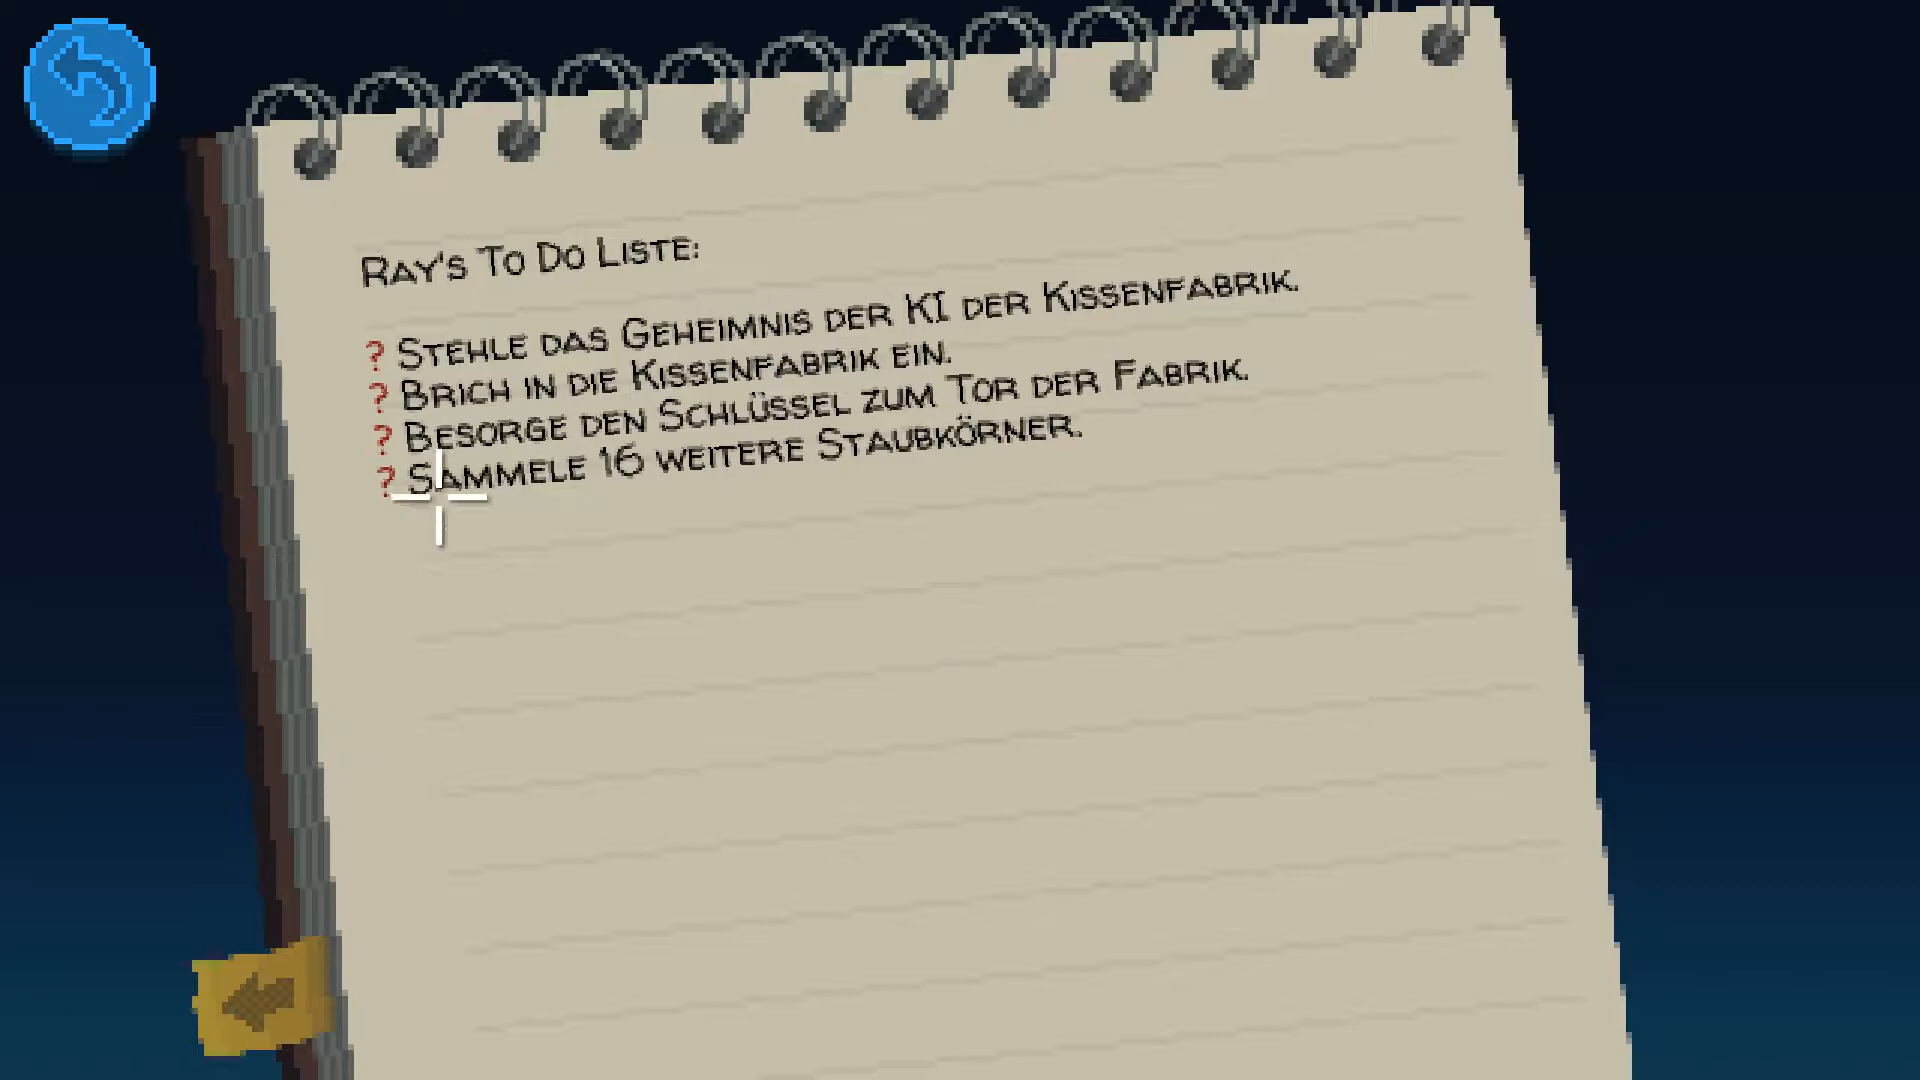 Ray's To Do Liste:
? Stehle das Geheimnis der KI der Kissenfabrik.
? Brich in die Kissenfabrik ein.
? Besorge den Schlüssel zum Tor der Fabrik.
? Sammele 16 weitere Staubkörner.